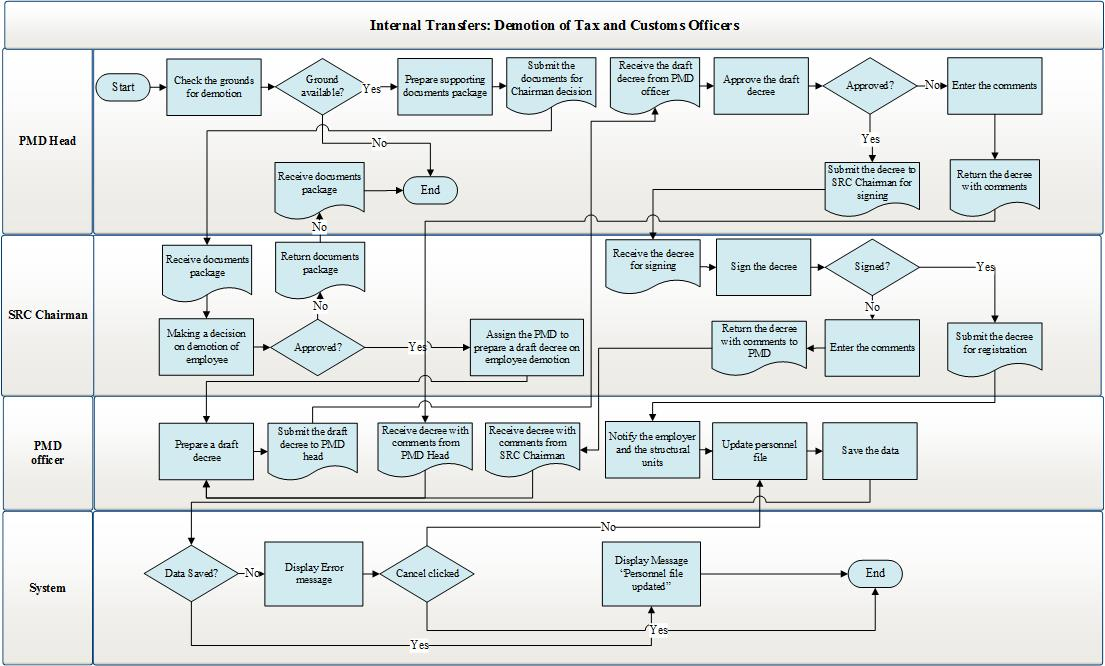 Internal Transfers: Demotion of Tax and Customs Officers
PMD Head
Start
Check the grounds
for demotion
Ground
available?
Yes
Prepare supporting
documents package
Submit the
documents for
Chairman decision
Receive the draft
decree from PMD
officer
Approve the draft
decree
Approved?
No
Enter the comments
No
Yes
Receive documents
package
End
Submit the decree to
SRC Chairman for
signing
Return the decree
with comments
No
SRC Chairman
Receive documents
package
Return documents
package
Receive the decree
for signing
Sign the decree
Signed?
Yes
No
No
Making a decision
on demotion of
employee
Approved?
Yes
Assign the PMD to
prepare a draft decree on
employee demotion
Return the decree
with comments to
PMD
Enter the comments
Submit the decree
for registration
PMD
officer
Prepare a draft
decree
Submit the draft
decree to PMD
head
Receive decree with
comments from
PMD Head
Receive decree with
comments from
SRC Chairman
Notify the employer
and the structural
units
Update personnel
file
Save the data
System
No
Data Saved?
No
Display Error
message
Cancel clicked
Display Message
“Personnel file
updated”
End
Yes
Yes